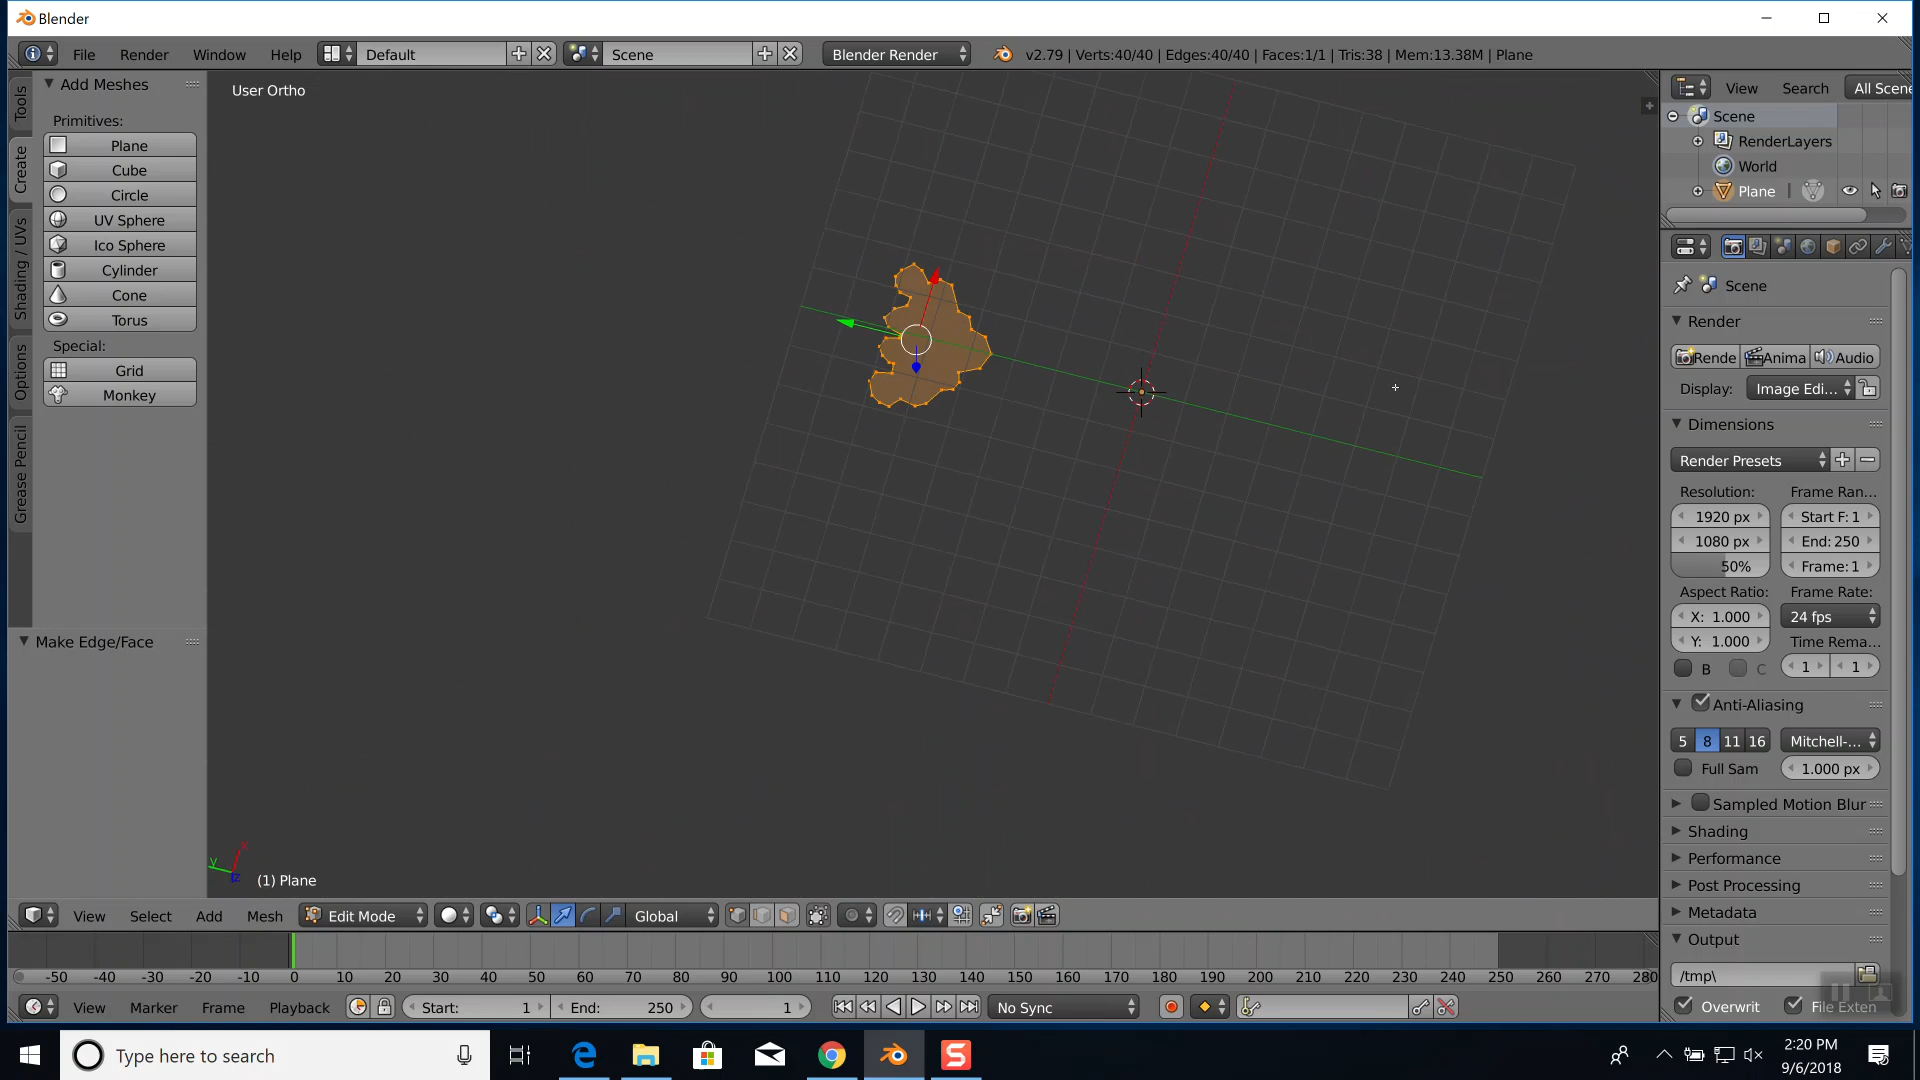 Blender
File Render Window Help Default Scene Blender Render v2.79 | Verts:40/40 | Edges:40/40 | Faces:1/1 | Tris:38 | Mem:13.38M | Plane
Tools
Create
Shading / UVs
Options
Grease Pencil
Add Meshes
Primitives:
Plane
Cube
Circle
UV Sphere
Ico Sphere
Cylinder
Cone
Torus
Special:
Grid
Monkey
Make Edge/Face
User Ortho
x
y
z
(1) Plane
View Search All Scene
Scene
RenderLayers
World
Plane
Scene
Render
Rende Anima Audio
Display: Image Edi...
Dimensions
Render Presets
Resolution: Frame Ran...
1920 px Start F: 1
1080 px End: 250
50% Frame: 1
Aspect Ratio: Frame Rate:
X: 1.000 24 fps
Y: 1.000 Time Rema...
B C 1 1
Anti-Aliasing
5 8 11 16 Mitchell-...
Full Sam 1.000 px
Sampled Motion Blur
Shading
Performance
Post Processing
Metadata
Output
/tmp\
Overwrit File Exten
View Select Add Mesh Edit Mode Global
-50 -40 -30 -20 -10 0 10 20 30 40 50 60 70 80 90 100 110 120 130 140 150 160 170 180 190 200 210 220 230 240 250 260 270 280
View Marker Frame Playback Start: 1 End: 250 1 No Sync
Type here to search
2:20 PM
9/6/2018